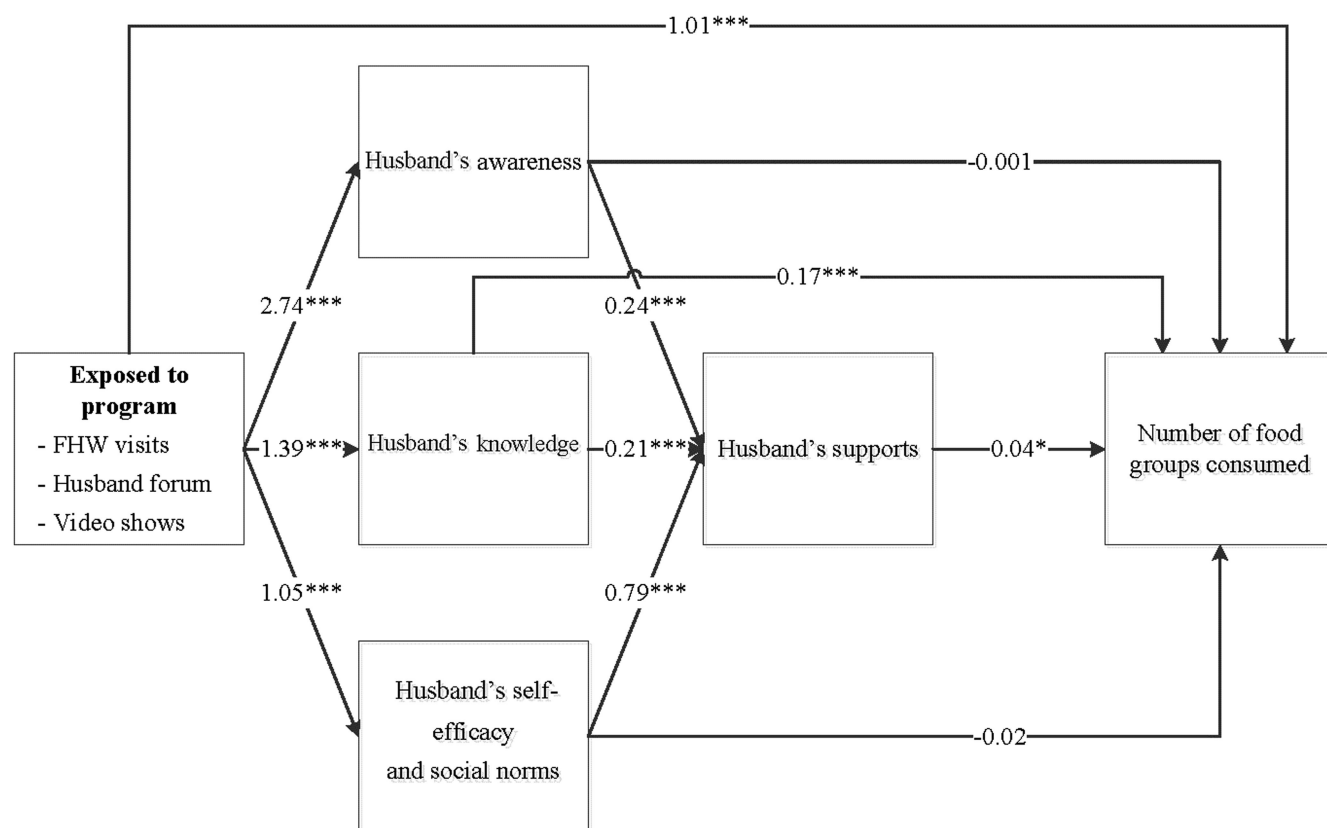 1.01***
Husband's awareness
-0.001
0.17***
2.74***
0.24***
Exposed to
program
- FHW visits
- Husband forum
- Video shows
1.39***
Husband's knowledge
0.21***
Husband's supports
0.04*
Number of food
groups consumed
1.05***
0.79***
Husband's self-
efficacy
and social norms
-0.02